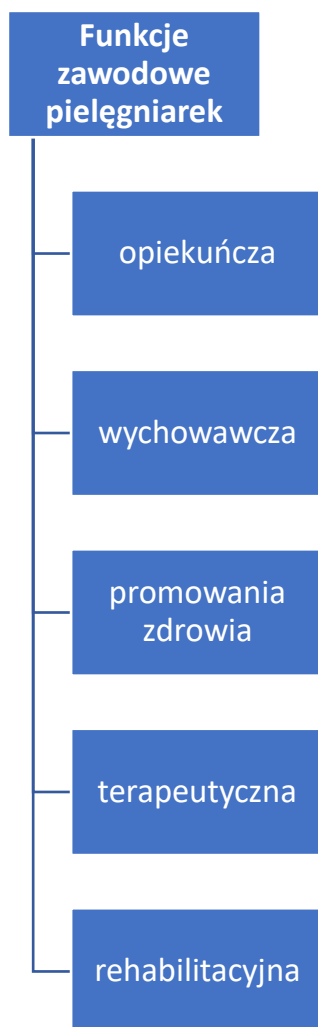 Funkcje
zawodowe
pielęgniarek
opiekuńcza
wychowawcza
promowania
zdrowia
terapeutyczna
rehabilitacyjna